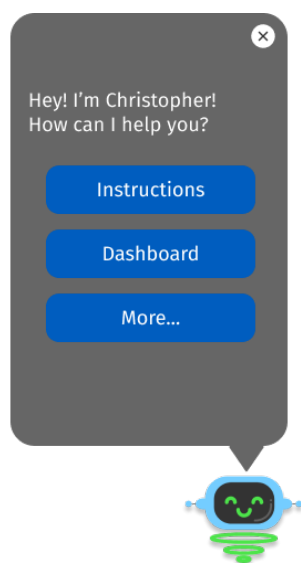 Hey! I’m Christopher!
How can I help you?
Instructions
Dashboard
More...